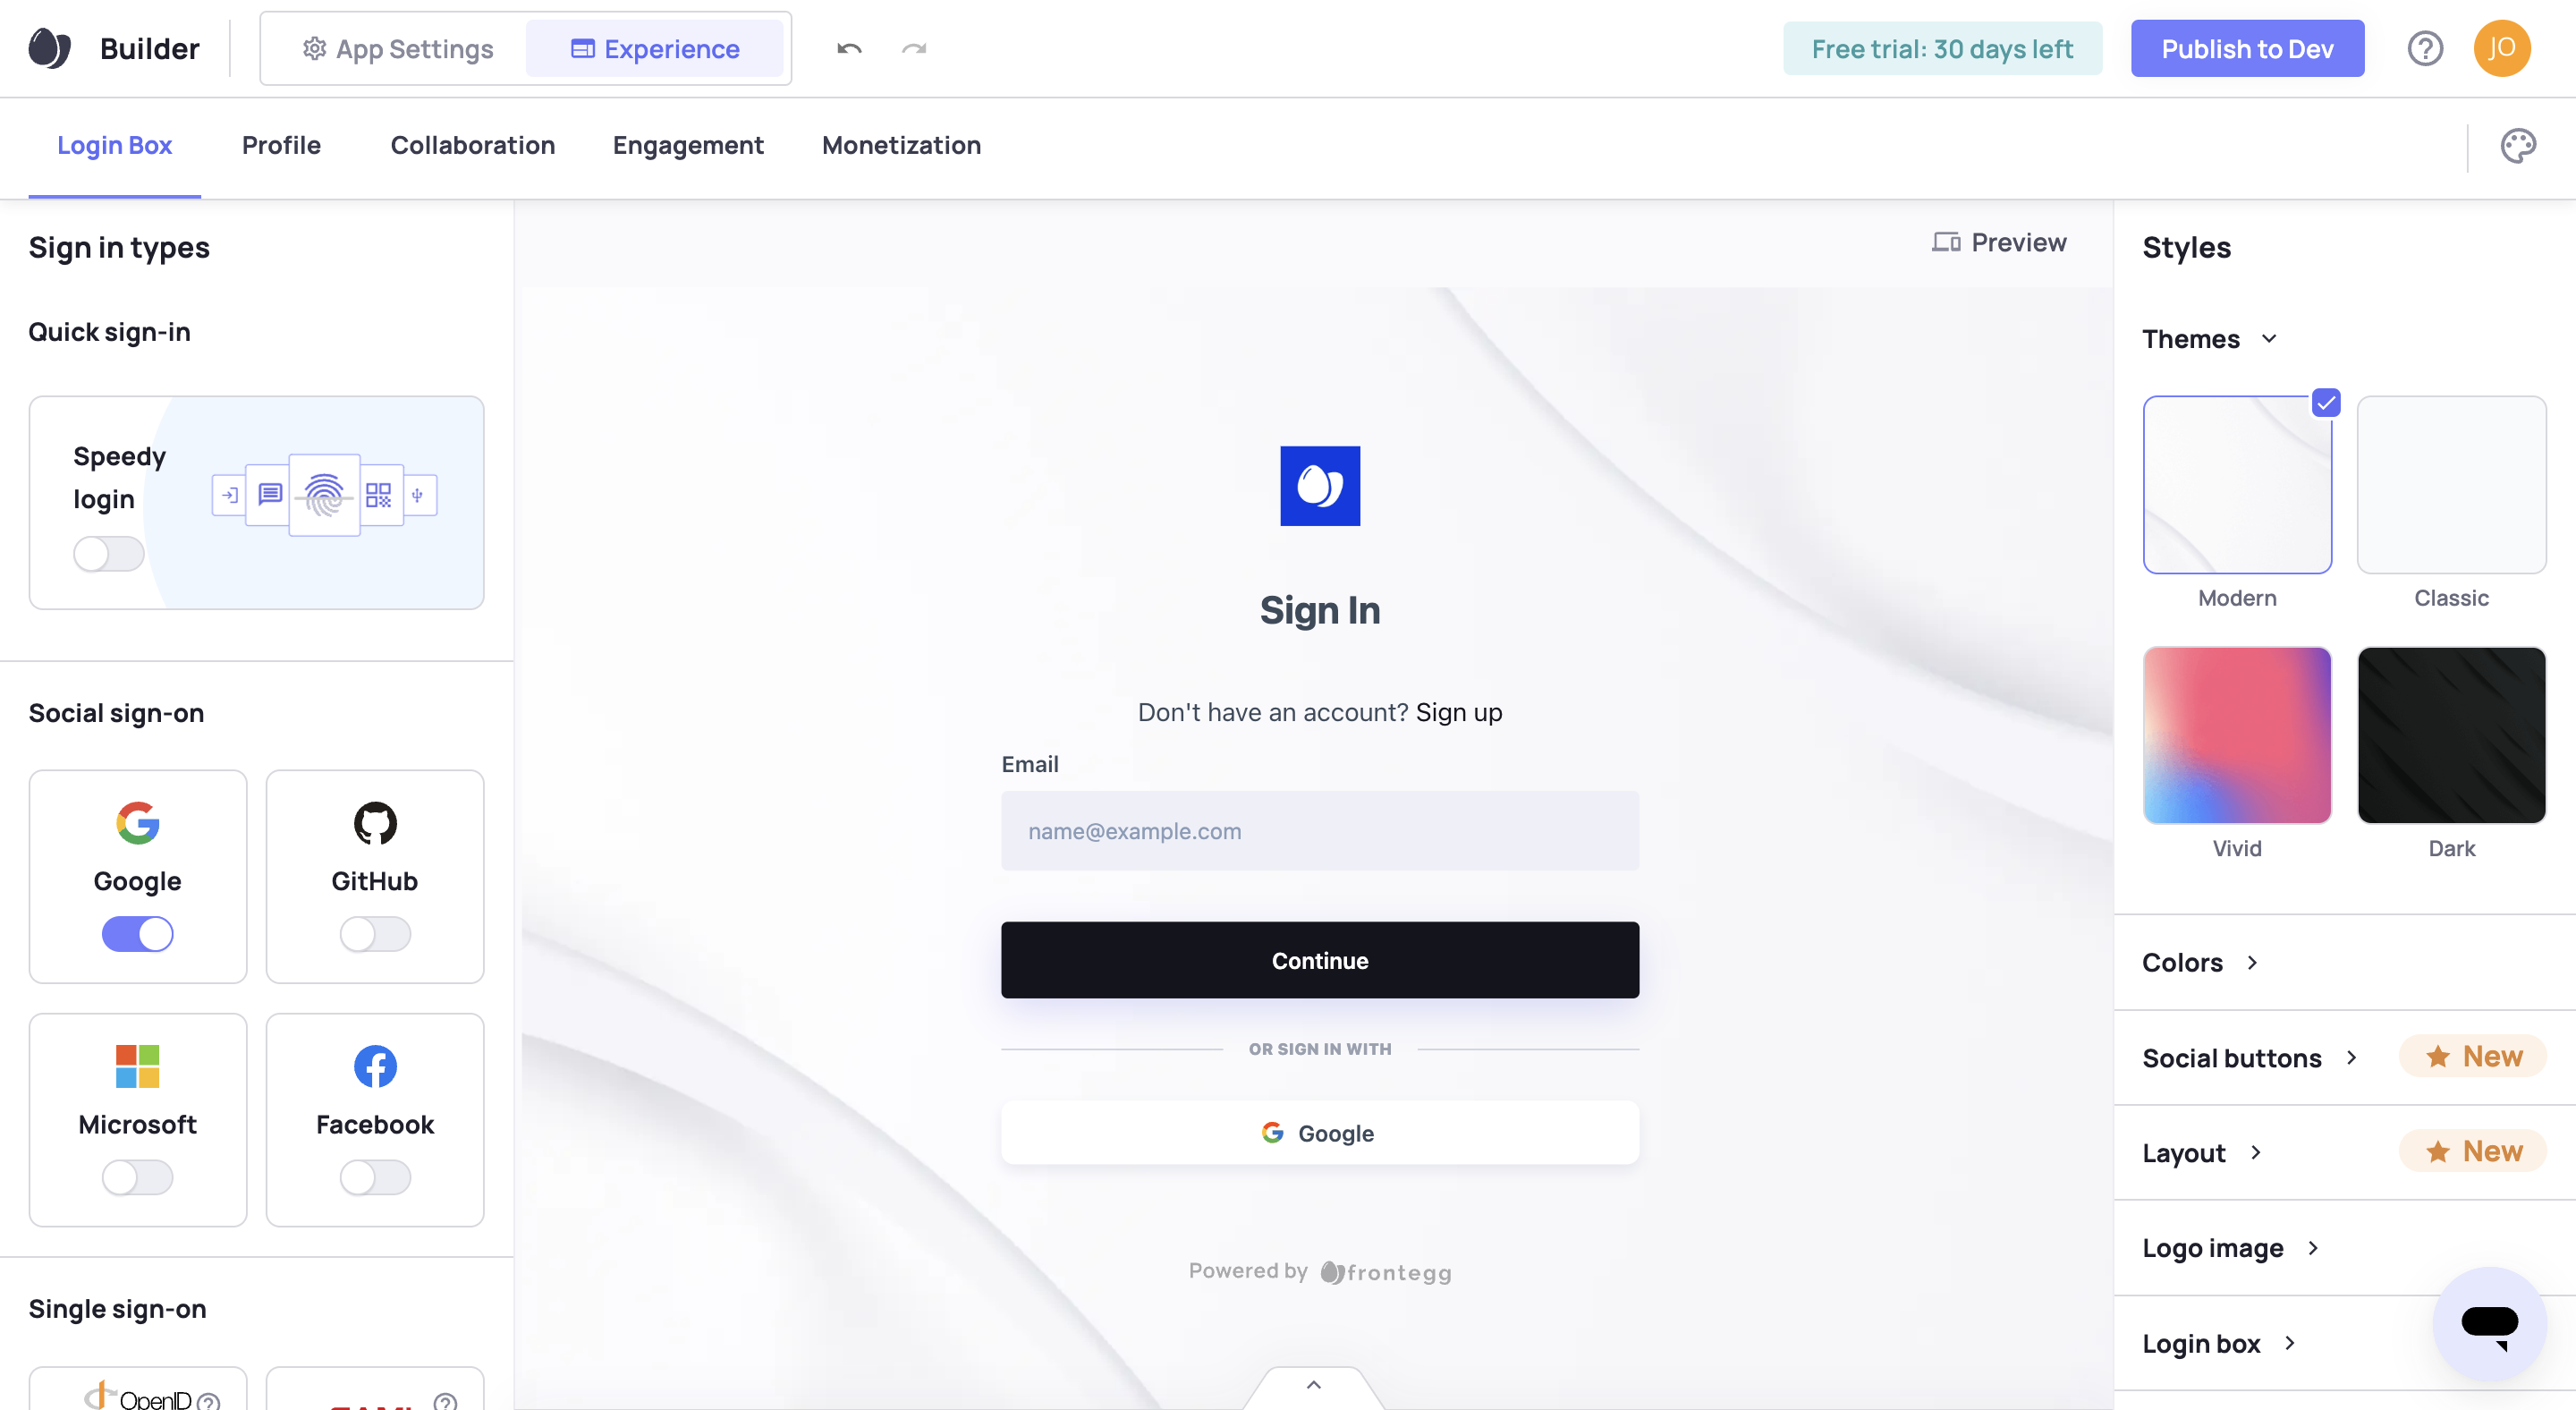 Builder
App Settings
Experience
Free trial: 30 days left
Publish to Dev
JO
Login Box
Profile
Collaboration
Engagement
Monetization
Sign in types
Quick sign-in
Speedy
login
Social sign-on
Google
GitHub
Microsoft
Facebook
Single sign-on
OpenID
Preview
Sign In
Don't have an account? Sign up
Email
name@example.com
Continue
OR SIGN IN WITH
Google
Powered by frontegg
Styles
Themes
Modern
Classic
Vivid
Dark
Colors
Social buttons
New
Layout
New
Logo image
Login box